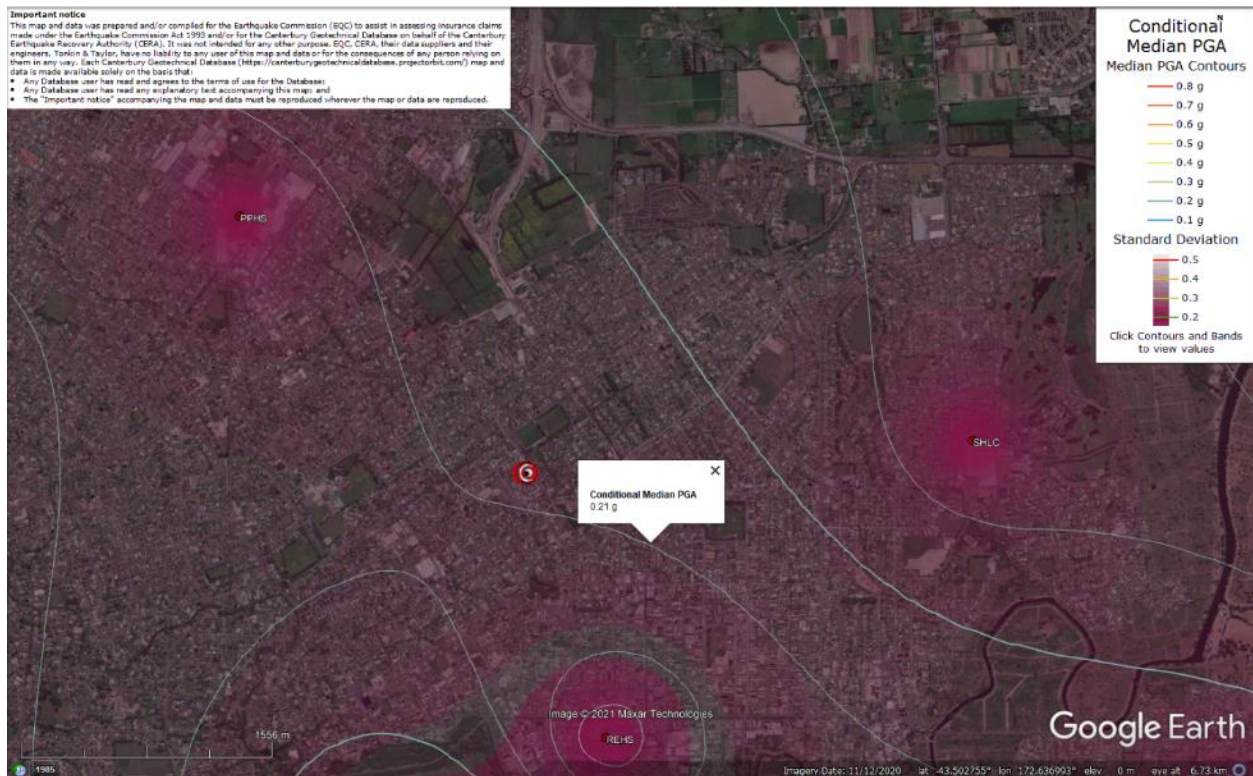 Important notice
This map and data was prepared and/or compiled for the Earthquake Commission (EQC) to assist in assessing insurance claims
made under the Earthquake Commission Act 1993 and/or for the Canterbury Geotechnical Database on behalf of the Canterbury
Earthquake Recovery Authority (CERA). It was not intended for any other purpose. EQC, CERA, their data suppliers and their
engineers, Tonkin & Taylor, have no liability to any user of this map and data or for the consequences of any person relying on
them in any way. Each Canterbury Geotechnical Database (https://canterburygeotechnicaldatabase.projectorbit.com/) map and
data is made available solely on the basis that:
• Any Database user has read and agrees to the terms of use for the Database;
• Any Database user has read any explanatory text accompanying this map; and
• The "Important notice" accompanying the map and data must be reproduced wherever the map or data are reproduced.
N
Conditional
Median PGA
Median PGA Contours
0.8 g
0.7 g
0.6 g
0.5 g
0.4 g
0.3 g
0.2 g
0.1 g
Standard Deviation
0.5
0.4
0.3
0.2
Click Contours and Bands
to view values
PPHS
SHLC
Conditional Median PGA
0.21 g
Image © 2021 Maxar Technologies
REHS
1556 m
Google Earth
1985
Imagery Date: 11/12/2020 lat -43.502755° lon 172.636993° elev 0 m eye alt 6.73 km